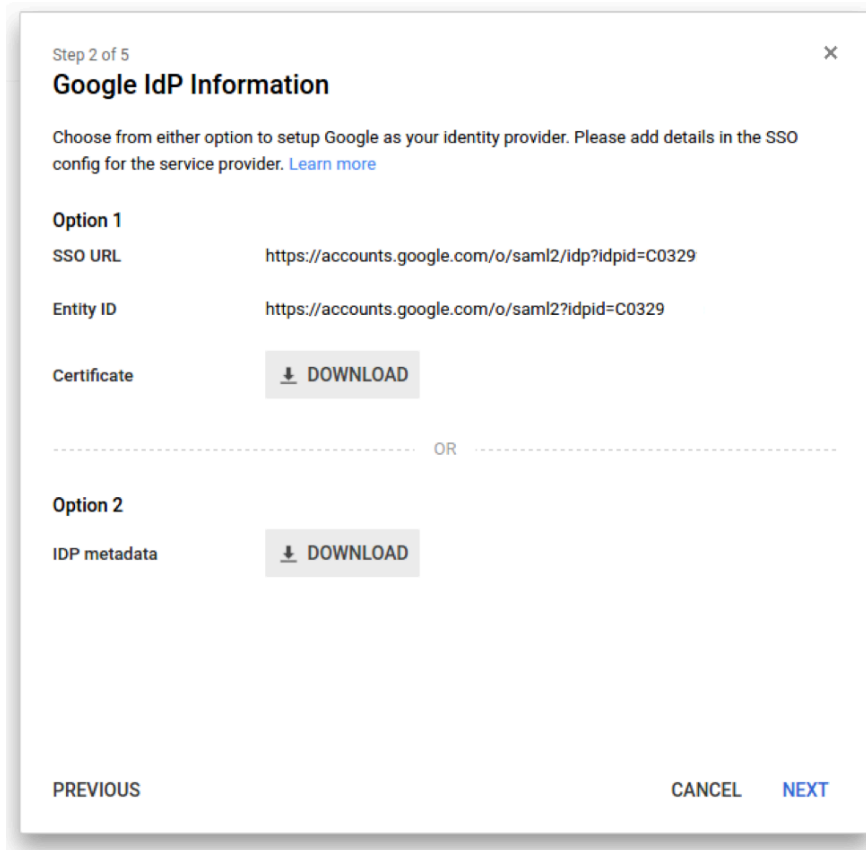 Step 2 of 5
×
Google IdP Information
Choose from either option to setup Google as your identity provider. Please add details in the SSO
config for the service provider. Learn more
Option 1
SSO URL https://accounts.google.com/o/saml2/idp?idpid=C0329
Entity ID https://accounts.google.com/o/saml2?idpid=C0329
Certificate DOWNLOAD
OR
Option 2
IDP metadata DOWNLOAD
PREVIOUS CANCEL NEXT